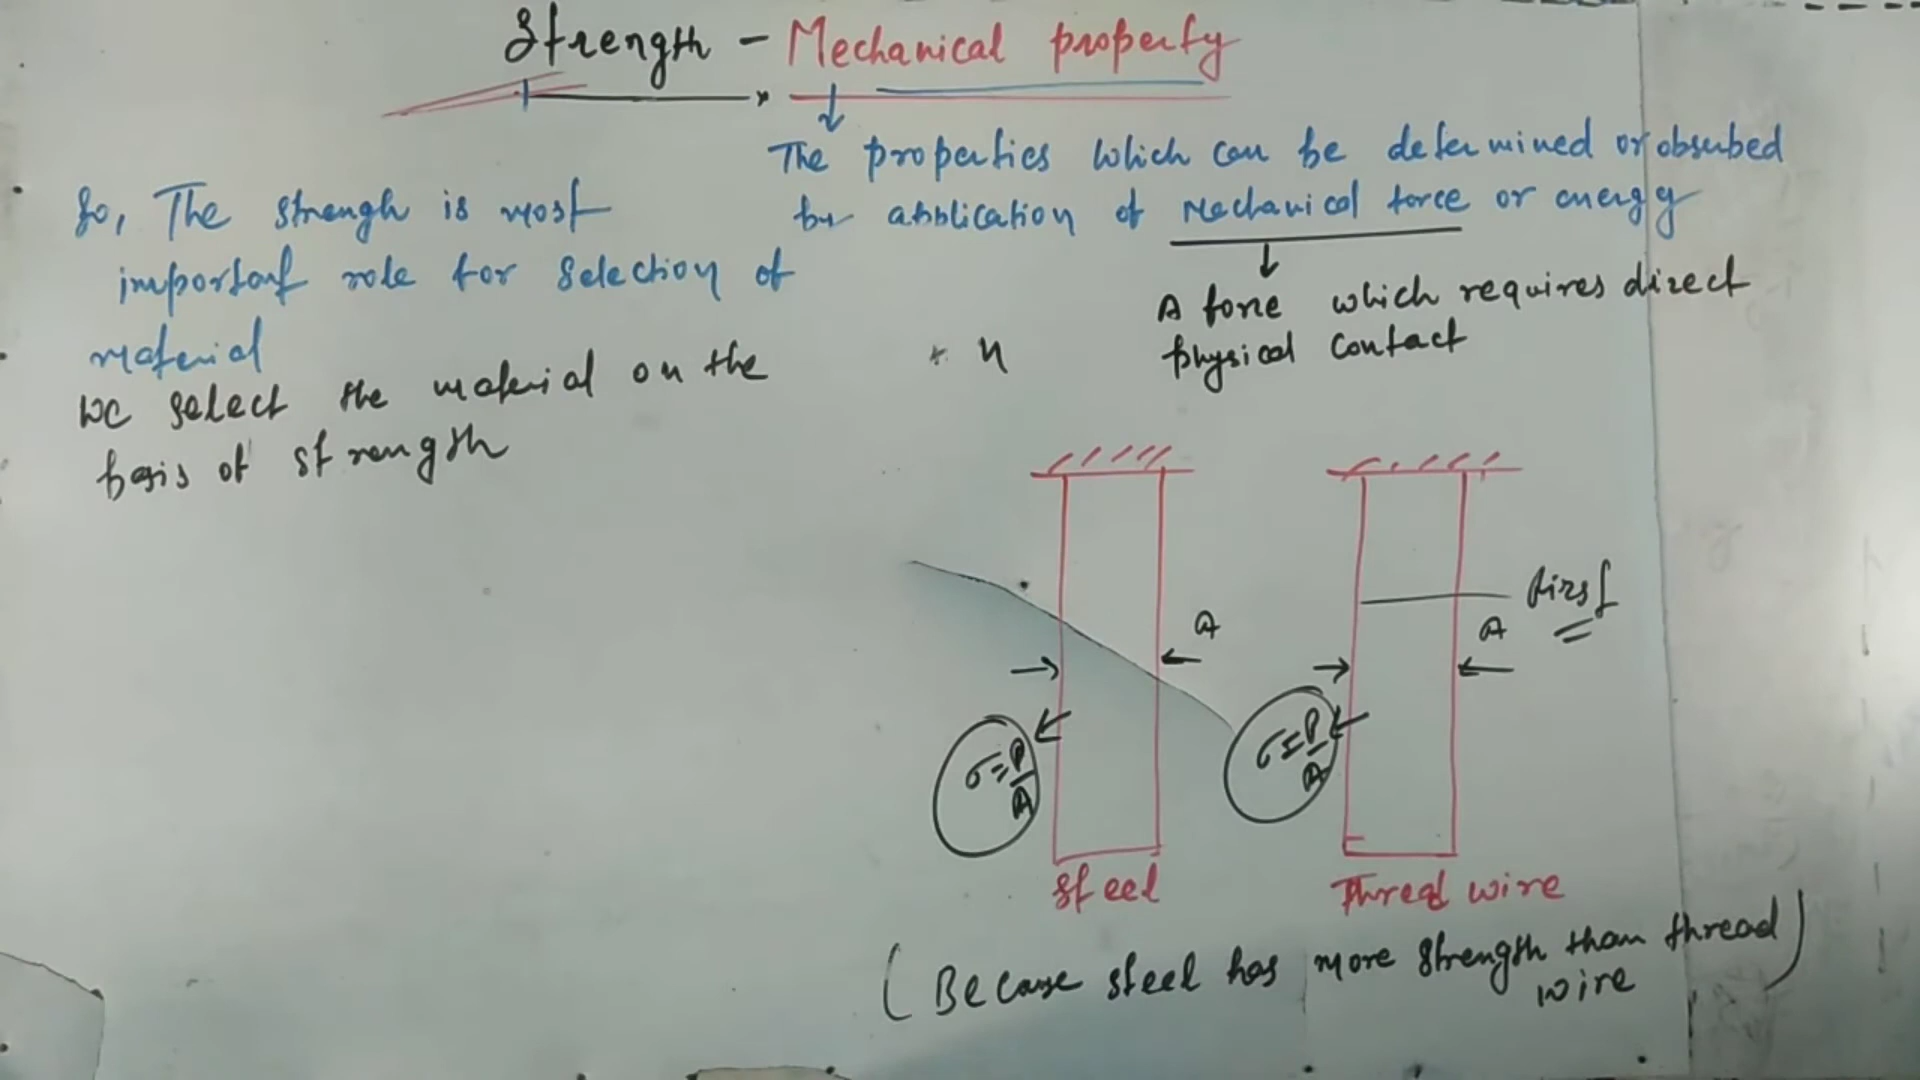 Strength - Mechanical property
The properties which can be determined or obserbed
by application of Mechanical force or energy
A force which requires direct
physical contact
So, The strength is most
important role for selection of
material
We select the material on the
basis of strength
n
A
A
first
σ=P/A
σ=P/A
Steel
Thread wire
(Because steel has more strength than thread
wire)